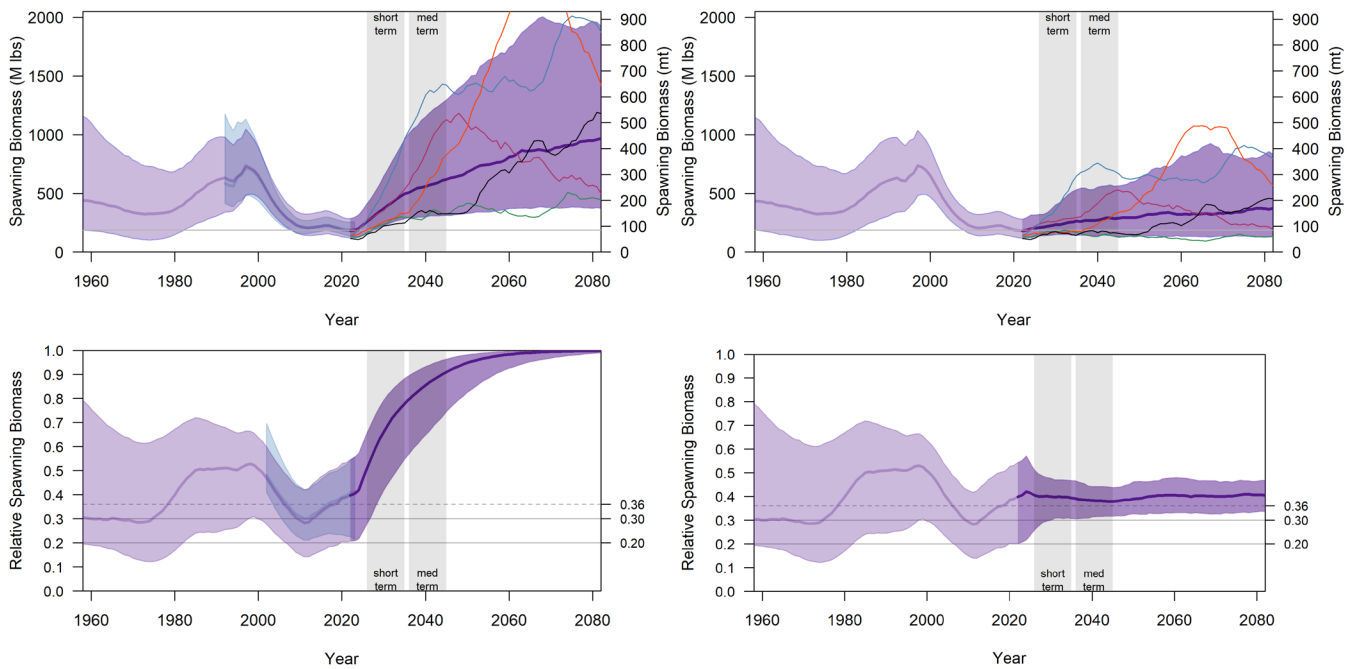 2000
1500
1000
500
0
Spawning Biomass (M lbs)
short
term
med
term
900
800
700
600
500
400
300
200
100
0
Spawning Biomass (mt)
1960 1980 2000 2020 2040 2060 2080
Year
2000
1500
1000
500
0
Spawning Biomass (M lbs)
short
term
med
term
900
800
700
600
500
400
300
200
100
0
Spawning Biomass (mt)
1960 1980 2000 2020 2040 2060 2080
Year
1.0
0.9
0.8
0.7
0.6
0.5
0.4
0.3
0.2
0.1
0.0
Relative Spawning Biomass
0.36
0.30
0.20
short
term
med
term
1960 1980 2000 2020 2040 2060 2080
Year
1.0
0.9
0.8
0.7
0.6
0.5
0.4
0.3
0.2
0.1
0.0
Relative Spawning Biomass
0.36
0.30
0.20
short
term
med
term
1960 1980 2000 2020 2040 2060 2080
Year